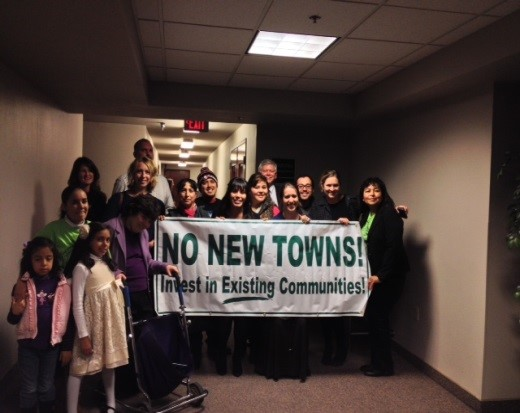 EXIT
NO NEW TOWNS!
Invest in Existing Communities!